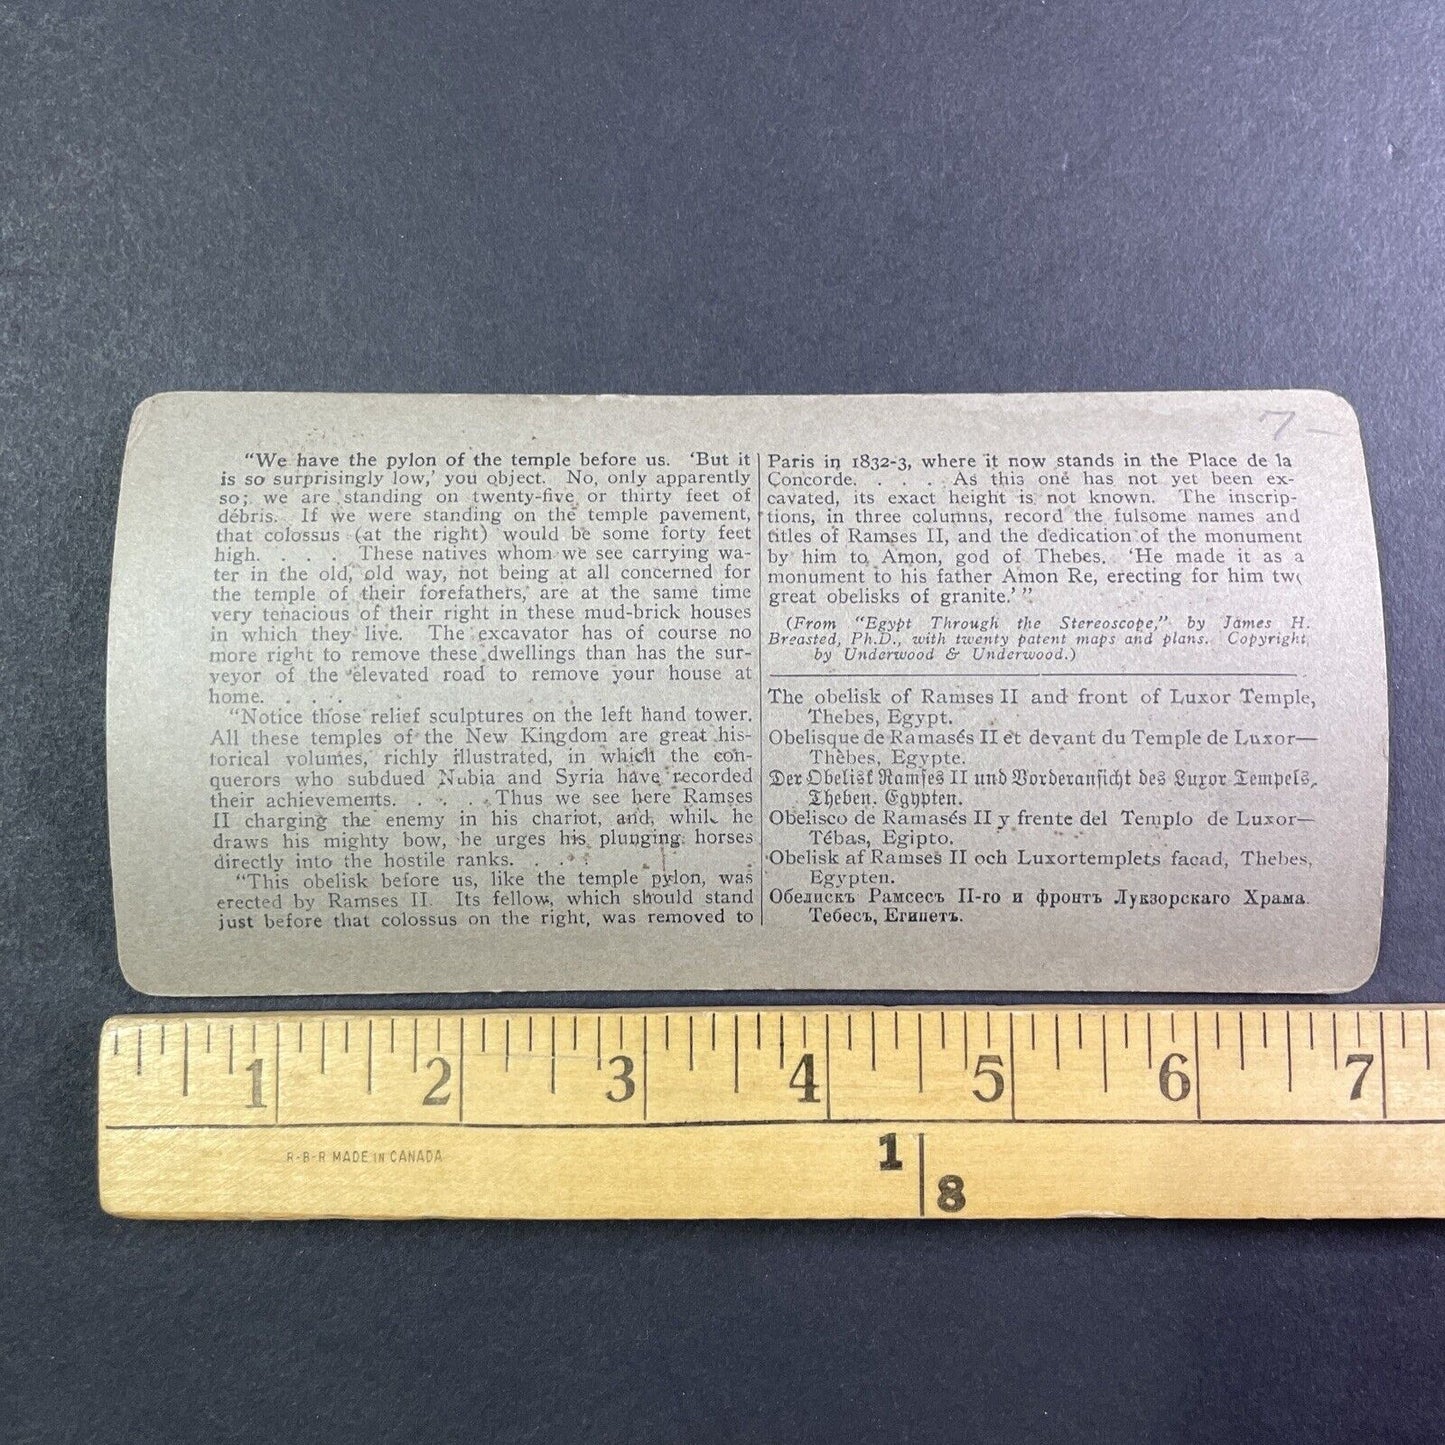 7-
"We have the pylon of the temple before us. 'But it
is so surprisingly low,' you object. No, only apparently
so; we are standing on twenty-five or thirty feet of
débris. If we were standing on the temple pavement,
that colossus (at the right) would be some forty feet
high. . . . These natives whom we see carrying wa-
ter in the old, old way, not being at all concerned for
the temple of their forefathers, are at the same time
very tenacious of their right in these mud-brick houses
in which they live. The excavator has of course no
more right to remove these dwellings than has the sur-
veyor of the elevated road to remove your house at
home. . . .
"Notice those relief sculptures on the left hand tower.
All these temples of the New Kingdom are great his-
torical volumes, richly illustrated, in which the con-
querors who subdued Nubia and Syria have recorded
their achievements. . . . Thus we see here Ramses
II charging the enemy in his chariot, and, while he
draws his mighty bow, he urges his plunging horses
directly into the hostile ranks. . . .
"This obelisk before us, like the temple pylon, was
erected by Ramses II. Its fellow, which should stand
just before that colossus on the right, was removed to
Paris in 1832-3, where it now stands in the Place de la
Concorde. . . . As this one has not yet been ex-
cavated, its exact height is not known. The inscrip-
tions, in three columns, record the fulsome names and
titles of Ramses II, and the dedication of the monument
by him to Amon, god of Thebes. 'He made it as a
monument to his father Amon Re, erecting for him two
great obelisks of granite.' "
(From "Egypt Through the Stereoscope," by James H.
Breasted, Ph.D., with twenty patent maps and plans. Copyright
by Underwood & Underwood.)
The obelisk of Ramses II and front of Luxor Temple,
Thebes, Egypt.
Obelisque de Ramasés II et devant du Temple de Luxor—
Thèbes, Egypte.
Der Obelisk Ramses II und Vorderansicht des Luxor Tempels,
Theben. Egypten.
Obelisco de Ramasés II y frente del Templo de Luxor—
Tébas, Egipto.
Obelisk af Ramses II och Luxortemplets facad, Thebes,
Egypten.
Обелискъ Рамсесъ II-го и фронтъ Лукзорскаго Храма
Тебесъ, Египетъ.
1 2 3 4 5 6 7
R-B-R MADE IN CANADA
1
8